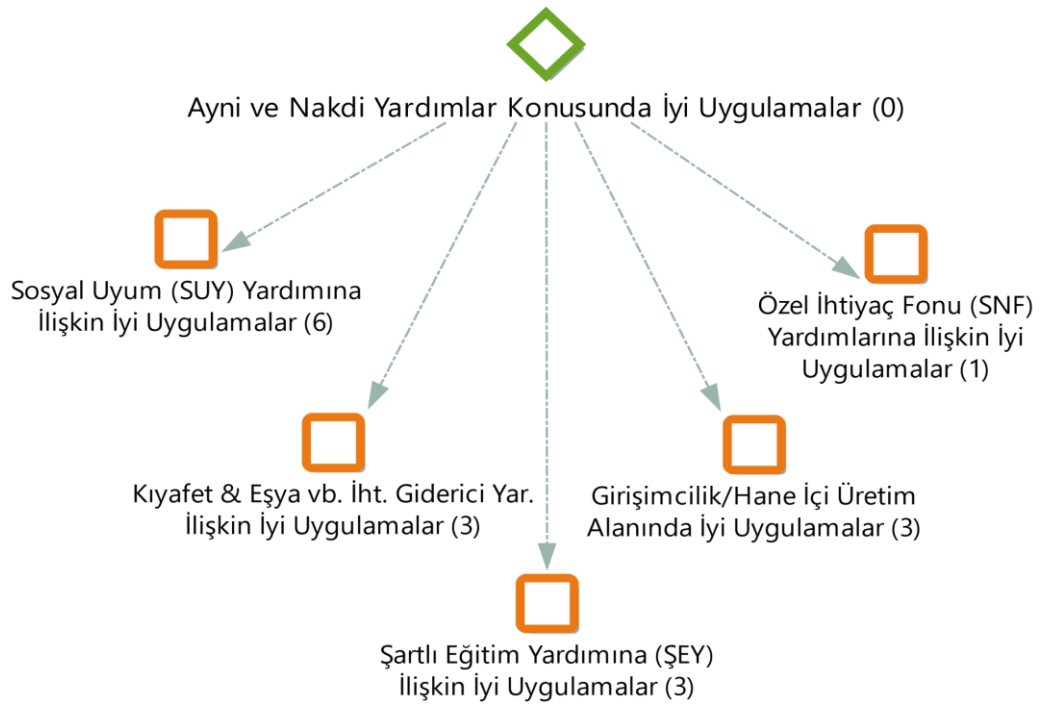 Ayni ve Nakdi Yardımlar Konusunda İyi Uygulamalar (0)
Sosyal Uyum (SUY) Yardımına
İlişkin İyi Uygulamalar (6)
Özel İhtiyaç Fonu (SNF)
Yardımlarına İlişkin İyi
Uygulamalar (1)
Kıyafet & Eşya vb. İht. Giderici Yar.
İlişkin İyi Uygulamalar (3)
Girişimcilik/Hane İçi Üretim
Alanında İyi Uygulamalar (3)
Şartlı Eğitim Yardımına (ŞEY)
İlişkin İyi Uygulamalar (3)